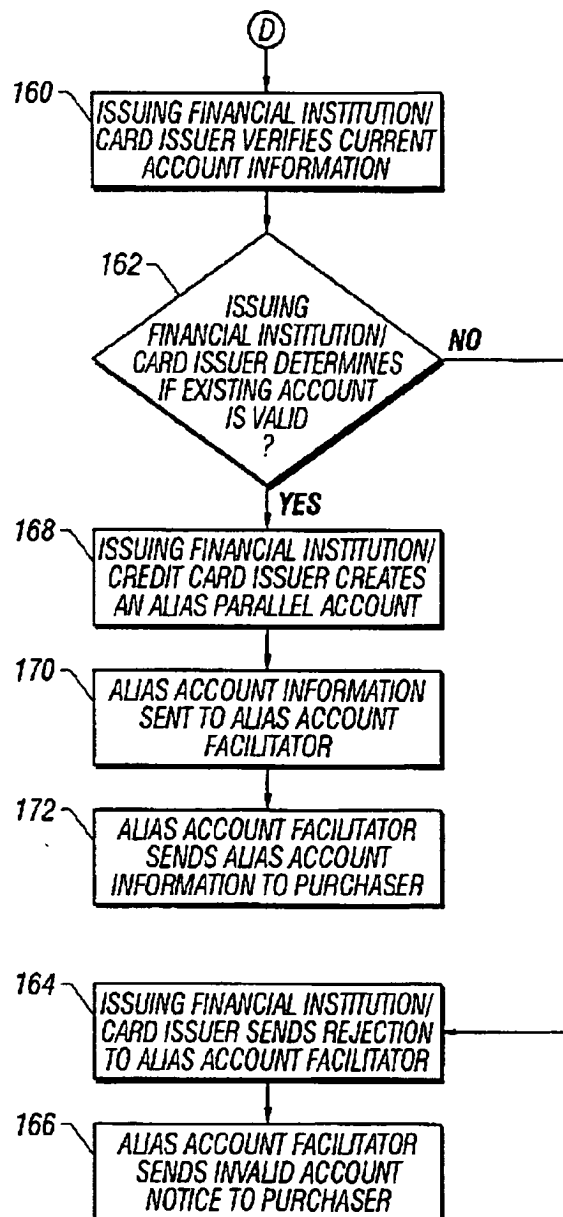 D
160
ISSUING FINANCIAL INSTITUTION/
CARD ISSUER VERIFIES CURRENT
ACCOUNT INFORMATION
162
ISSUING
FINANCIAL INSTITUTION/
CARD ISSUER DETERMINES
IF EXISTING ACCOUNT
IS VALID
?
NO
YES
168
ISSUING FINANCIAL INSTITUTION/
CREDIT CARD ISSUER CREATES
AN ALIAS PARALLEL ACCOUNT
170
ALIAS ACCOUNT INFORMATION
SENT TO ALIAS ACCOUNT
FACILITATOR
172
ALIAS ACCOUNT FACILITATOR
SENDS ALIAS ACCOUNT
INFORMATION TO PURCHASER
164
ISSUING FINANCIAL INSTITUTION/
CARD ISSUER SENDS REJECTION
TO ALIAS ACCOUNT FACILITATOR
166
ALIAS ACCOUNT FACILITATOR
SENDS INVALID ACCOUNT
NOTICE TO PURCHASER